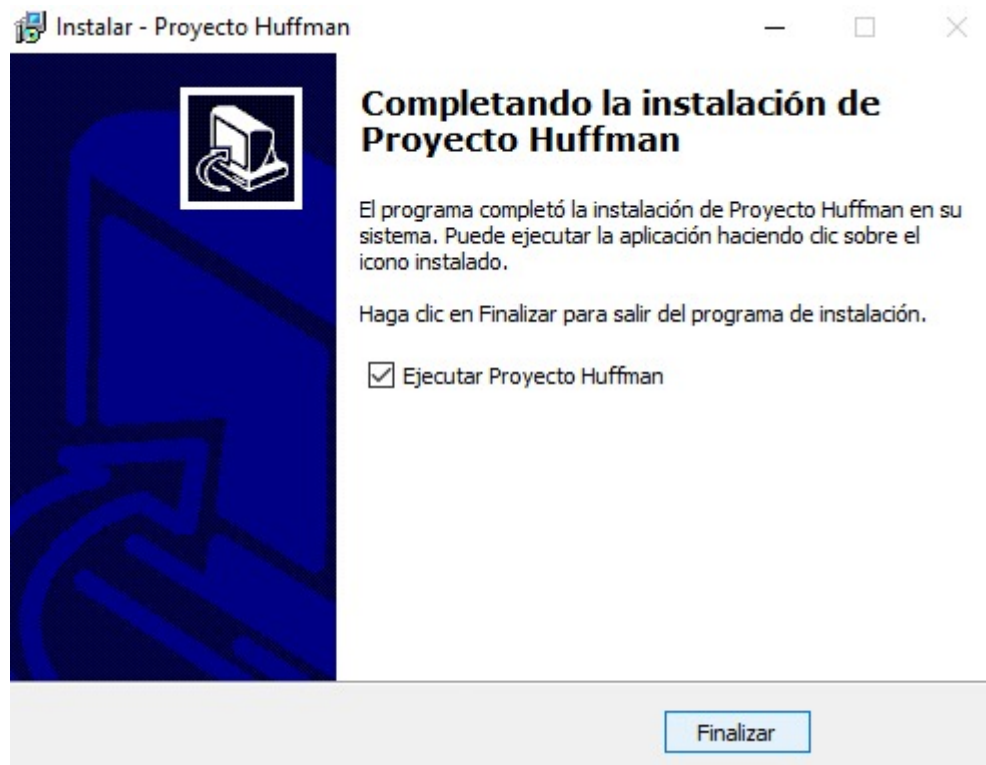 Instalar - Proyecto Huffman
Completando la instalación de
Proyecto Huffman
El programa completó la instalación de Proyecto Huffman en su
sistema. Puede ejecutar la aplicación haciendo clic sobre el
icono instalado.
Haga clic en Finalizar para salir del programa de instalación.
Ejecutar Proyecto Huffman
Finalizar